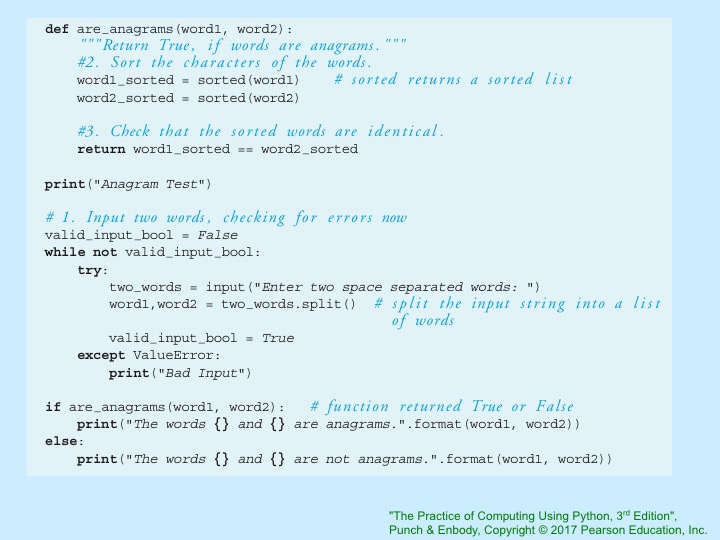 def are_anagrams(word1, word2):
    """Return True, if words are anagrams."""
    #2. Sort the characters of the words.
    word1_sorted = sorted(word1)    # sorted returns a sorted list
    word2_sorted = sorted(word2)

    #3. Check that the sorted words are identical.
    return word1_sorted == word2_sorted

print("Anagram Test")

# 1. Input two words, checking for errors now
valid_input_bool = False
while not valid_input_bool:
    try:
        two_words = input("Enter two space separated words: ")
        word1,word2 = two_words.split()  # split the input string into a list
                                           of words
        valid_input_bool = True
    except ValueError:
        print("Bad Input")

if are_anagrams(word1, word2):   # function returned True or False
    print("The words {} and {} are anagrams.".format(word1, word2))
else:
    print("The words {} and {} are not anagrams.".format(word1, word2))

"The Practice of Computing Using Python, 3rd Edition",
Punch & Enbody, Copyright © 2017 Pearson Education, Inc.